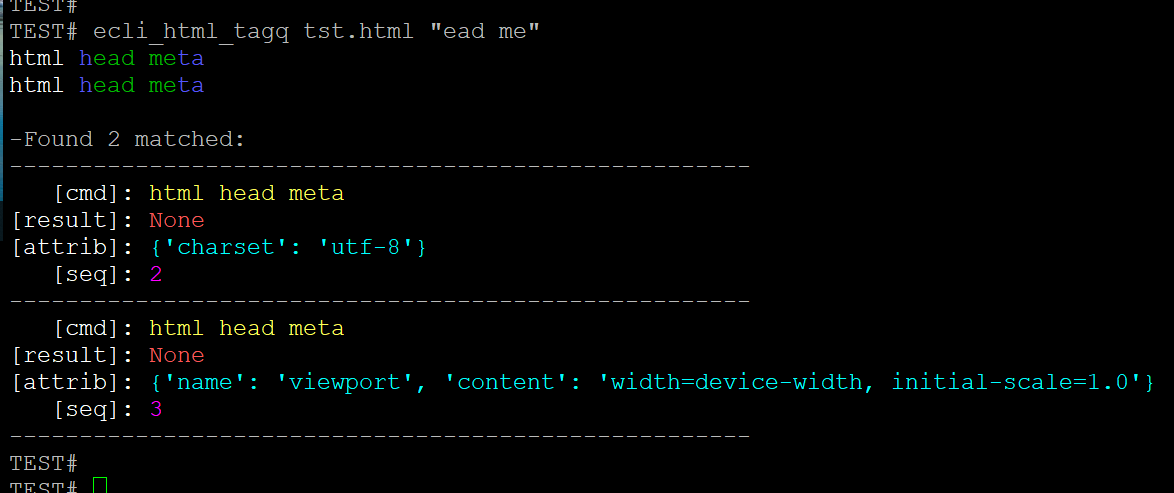 TEST#
TEST# ecli_html_tagq tst.html "ead me"
html head meta
html head meta
-Found 2 matched:
-----------------------------------------------------
[cmd]: html head meta
[result]: None
[attrib]: {'charset': 'utf-8'}
[seq]: 2
-----------------------------------------------------
[cmd]: html head meta
[result]: None
[attrib]: {'name': 'viewport', 'content': 'width=device-width, initial-scale=1.0'}
[seq]: 3
-----------------------------------------------------
TEST#
TEST#